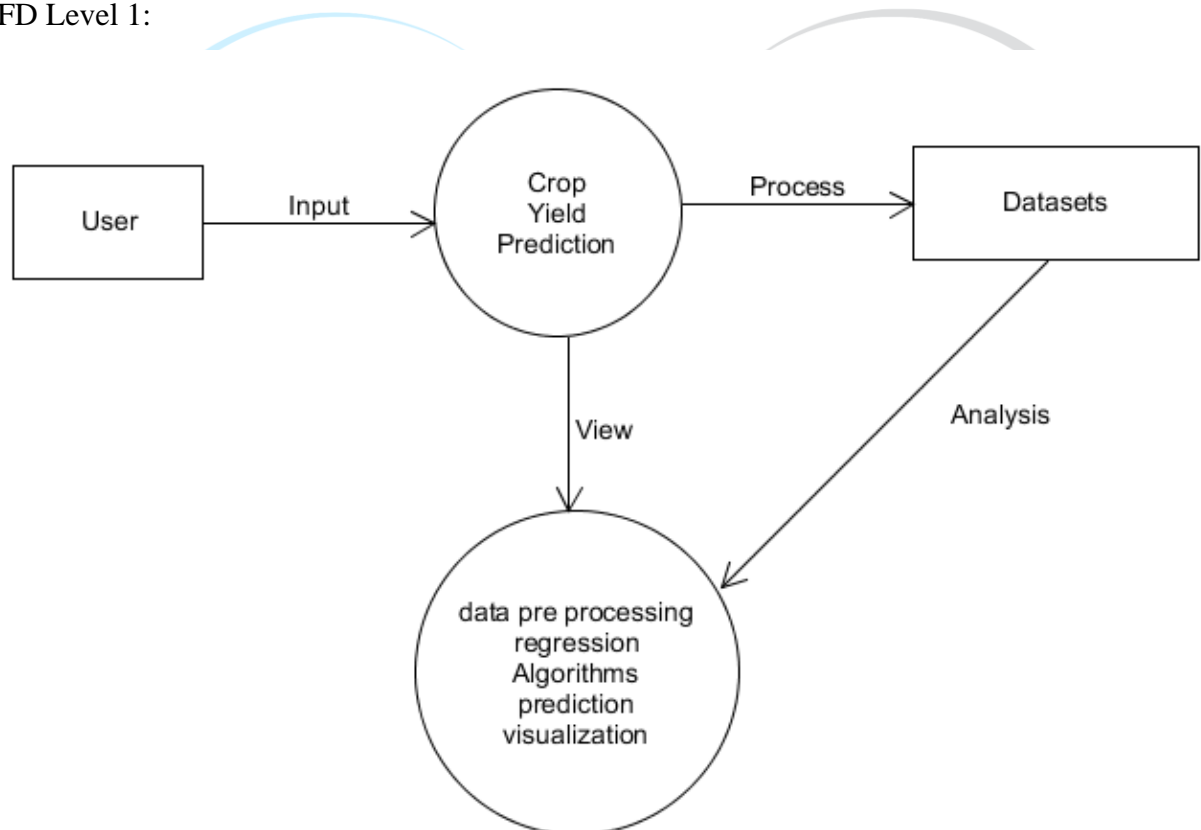 FD Level 1:
User
Input
Crop
Yield
Prediction
Process
Datasets
View
Analysis
data pre processing
regression
Algorithms
prediction
visualization